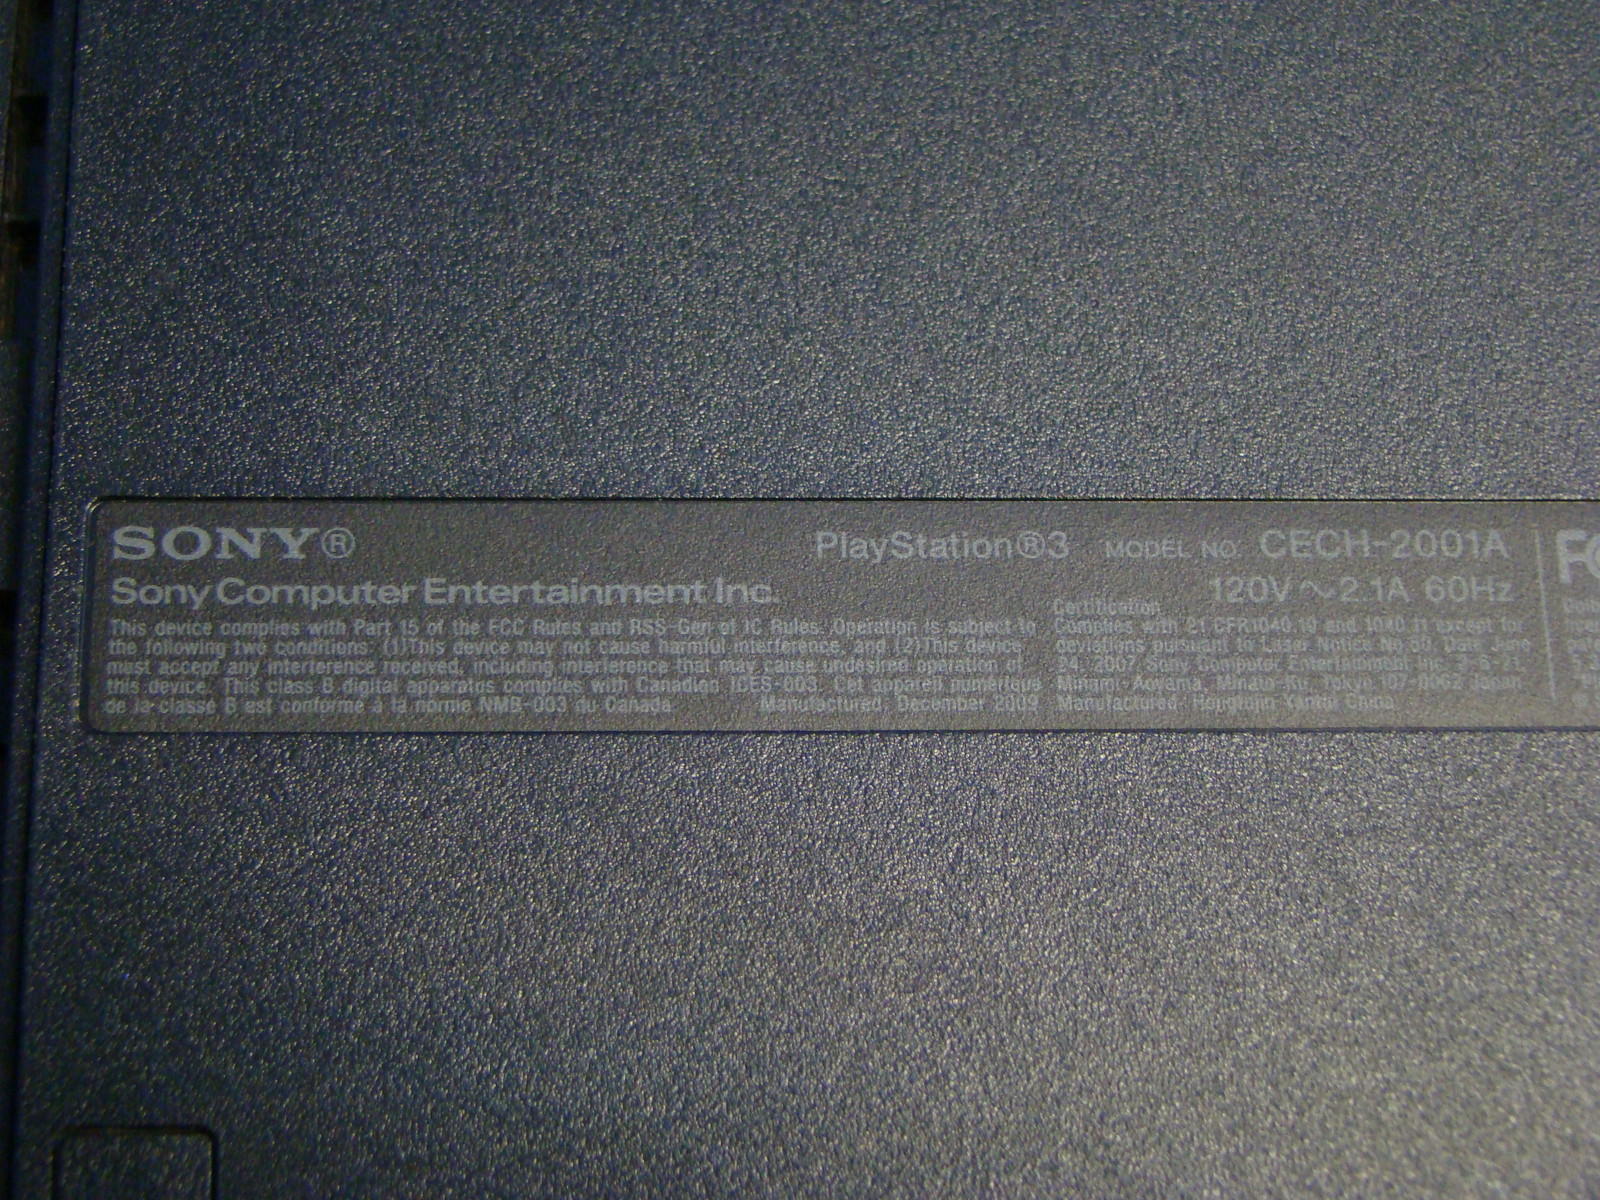 SONY®
PlayStation®3 MODEL NO. CECH-2001A
Sony Computer Entertainment Inc.
120V~2.1A 60Hz
This device complies with Part 15 of the FCC Rules and RSS-Gen of IC Rules. Operation is subject to
the following two conditions: (1)This device may not cause harmful interference, and (2)This device
must accept any interference received, including interference that may cause undesired operation of
this device. This class B digital apparatus complies with Canadian ICES-003. Cet appareil numérique
de la classe B est conforme à la norme NMB-003 du Canada
Manufactured: December 2009
Certification
Complies with 21 CFR1040.10 and 1040.11 except for
deviations pursuant to Laser Notice No.50, Date June
24, 2007, Sony Computer Entertainment Inc.
Minami-Aoyama, Minato-Ku, Tokyo 107-0062 Japan
Manufactured: China